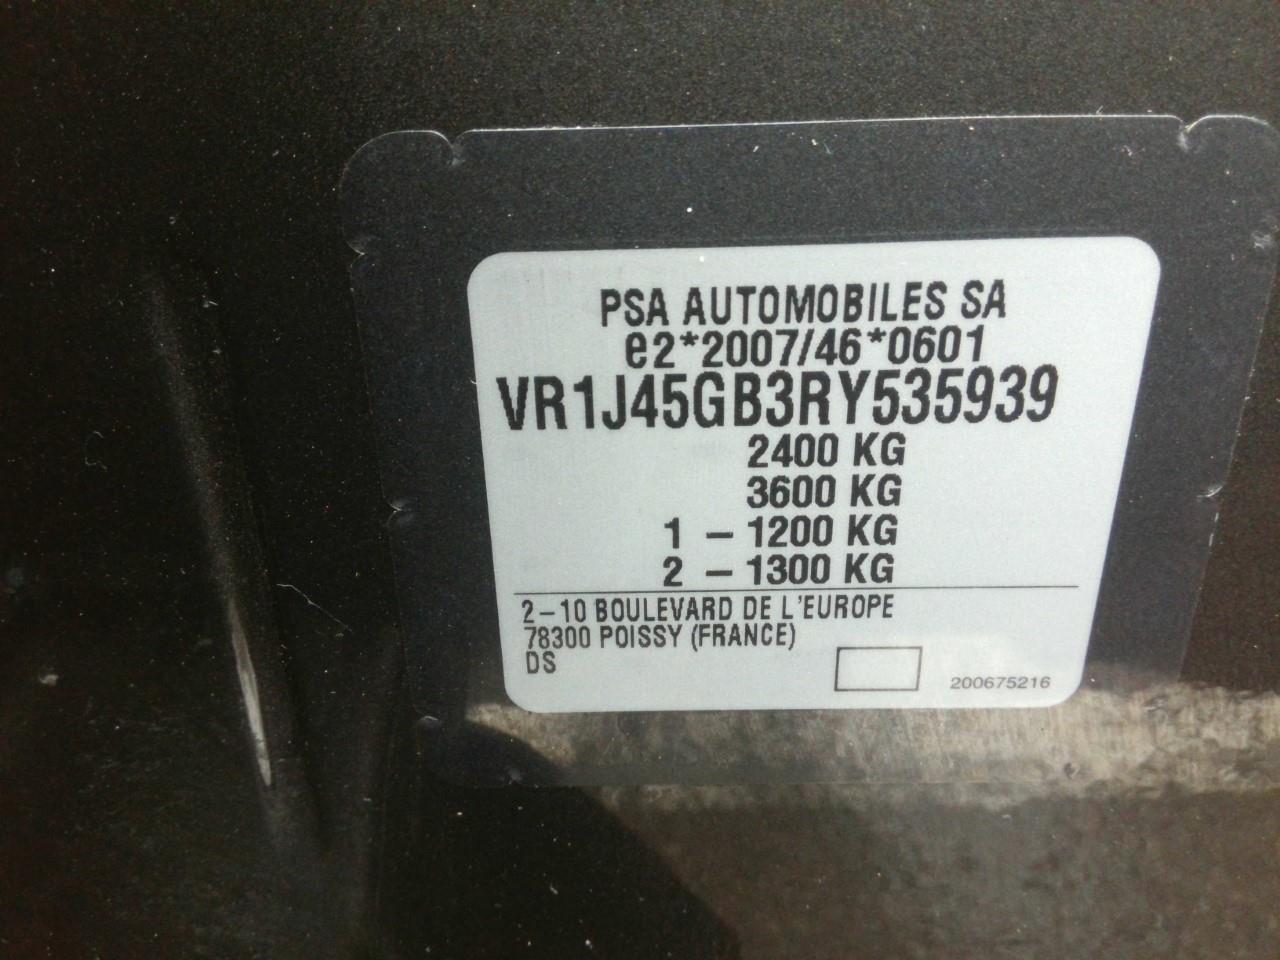 PSA AUTOMOBILES SA
e2*2007/46*0601
VR1J45GB3RY535939
2400 KG
3600 KG
1 – 1200 KG
2 – 1300 KG
2–10 BOULEVARD DE L'EUROPE
78300 POISSY (FRANCE)
DS
200675216